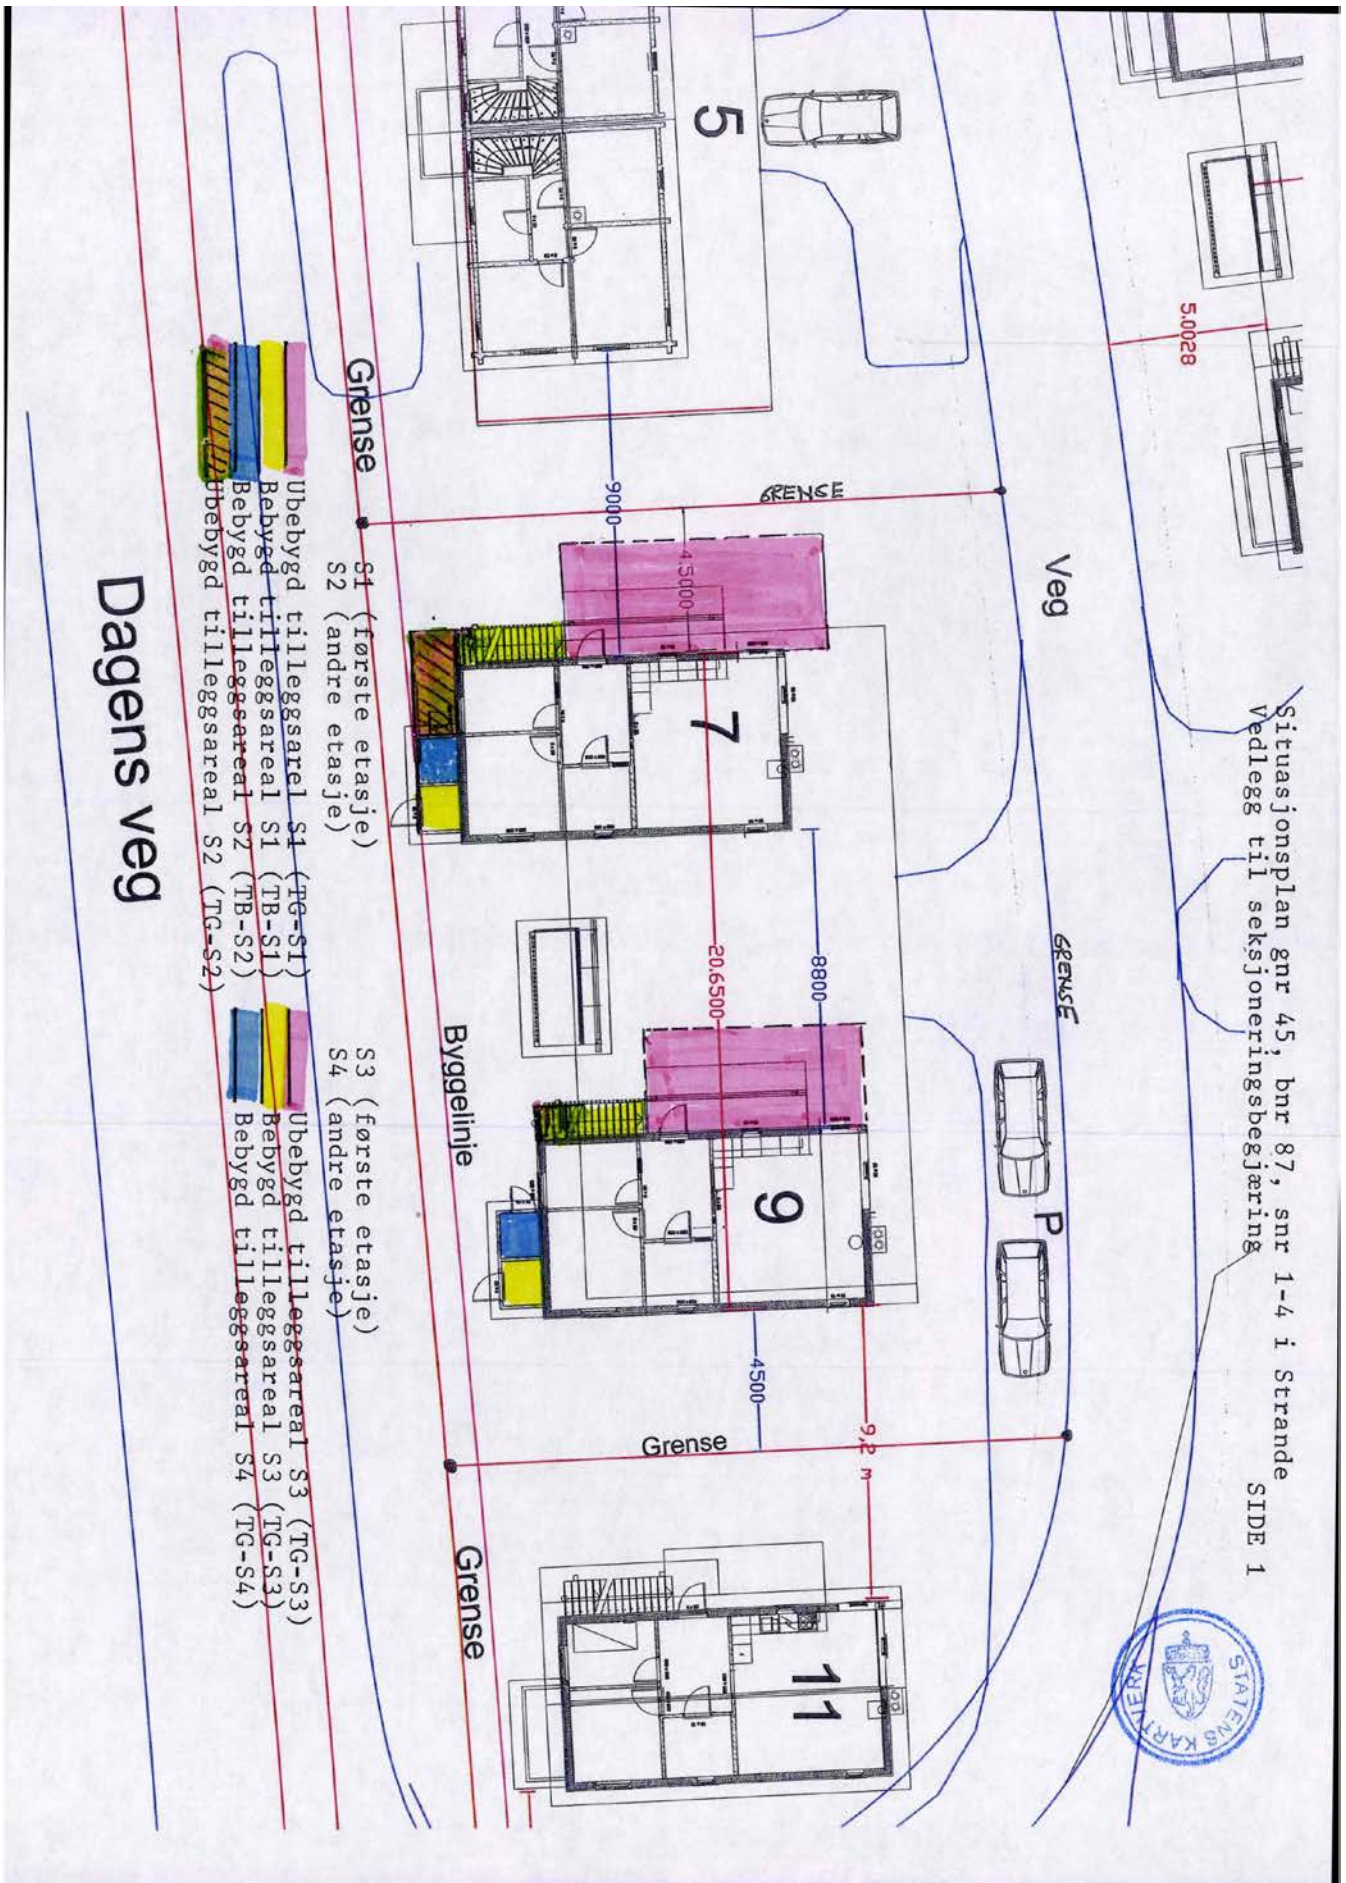 Situasjonsplan gnr 45, bnr 87, snr 1-4 i Strande
Vedlegg til seksjoneringsbegjæring
SIDE 1
STATENS KARTVERK
5.0028
5
Veg
GRENSE
P
GRENSE
9000
4.5000
7
8800
20.6500
9
4500
9,2 m
Grense
11
Grense
Byggelinje
Grense
S1 (første etasje)
S2 (andre etasje)
Ubebygd tilleggsarel S1 (TG-S1)
Bebygd tilleggsareal S1 (TB-S1)
Bebygd tilleggsareal S2 (TB-S2)
Ubebygd tilleggsareal S2 (TG-S2)
S3 (første etasje)
S4 (andre etasje)
Ubebygd tilleggsareal S3 (TG-S3)
Bebygd tilleggsareal S3 (TG-S3)
Bebygd tilleggsareal S4 (TG-S4)
Dagens veg